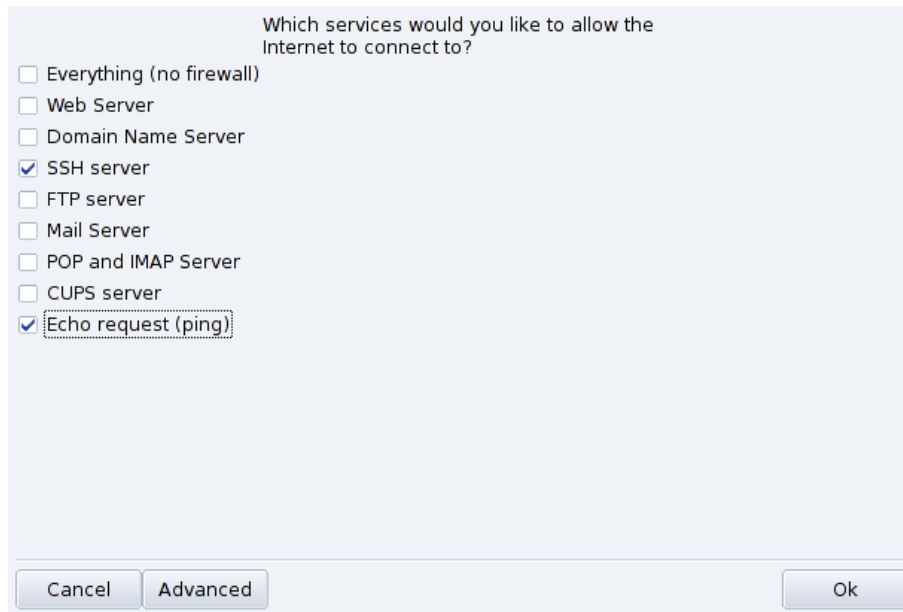 Which services would you like to allow the
Internet to connect to?
Everything (no firewall)
Web Server
Domain Name Server
SSH server
FTP server
Mail Server
POP and IMAP Server
CUPS server
Echo request (ping)
Cancel Advanced Ok